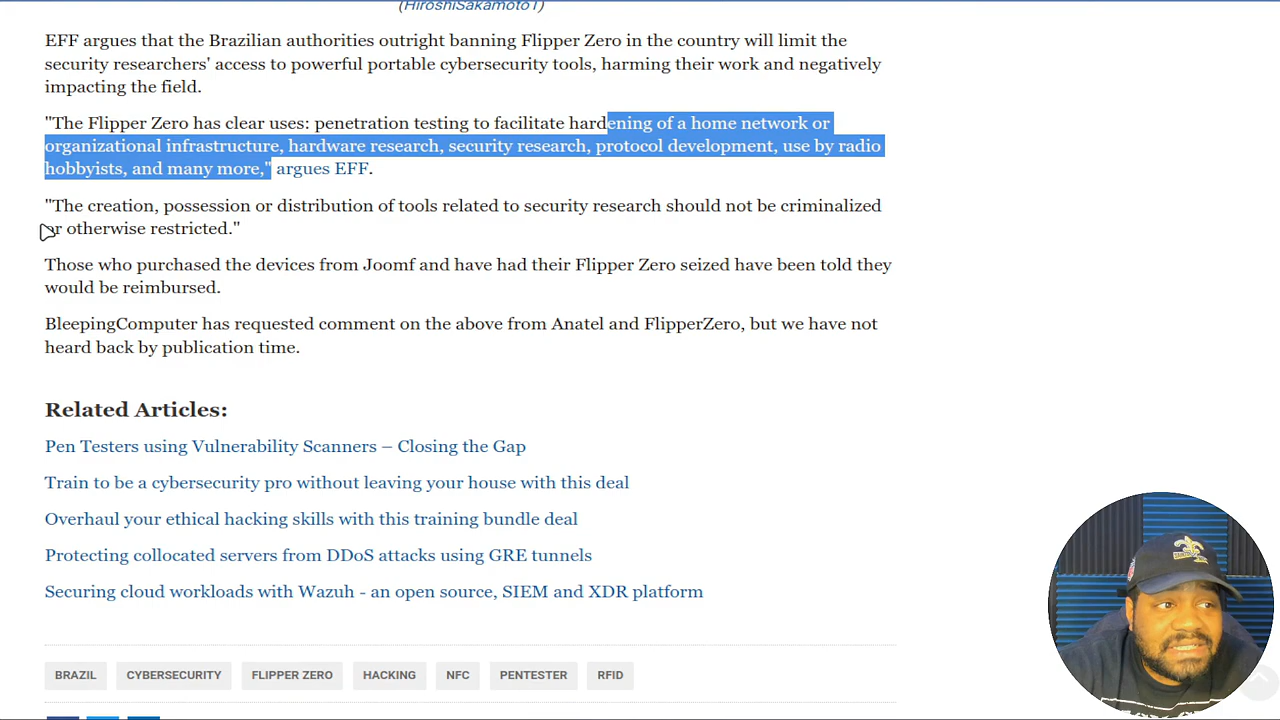 (HiroshiSakamoto1)
EFF argues that the Brazilian authorities outright banning Flipper Zero in the country will limit the
security researchers' access to powerful portable cybersecurity tools, harming their work and negatively
impacting the field.
"The Flipper Zero has clear uses: penetration testing to facilitate hardening of a home network or
organizational infrastructure, hardware research, security research, protocol development, use by radio
hobbyists, and many more," argues EFF.
"The creation, possession or distribution of tools related to security research should not be criminalized
or otherwise restricted."
Those who purchased the devices from Joomf and have had their Flipper Zero seized have been told they
would be reimbursed.
BleepingComputer has requested comment on the above from Anatel and FlipperZero, but we have not
heard back by publication time.
Related Articles:
Pen Testers using Vulnerability Scanners – Closing the Gap
Train to be a cybersecurity pro without leaving your house with this deal
Overhaul your ethical hacking skills with this training bundle deal
Protecting collocated servers from DDoS attacks using GRE tunnels
Securing cloud workloads with Wazuh - an open source, SIEM and XDR platform
BRAZIL CYBERSECURITY FLIPPER ZERO HACKING NFC PENTESTER RFID